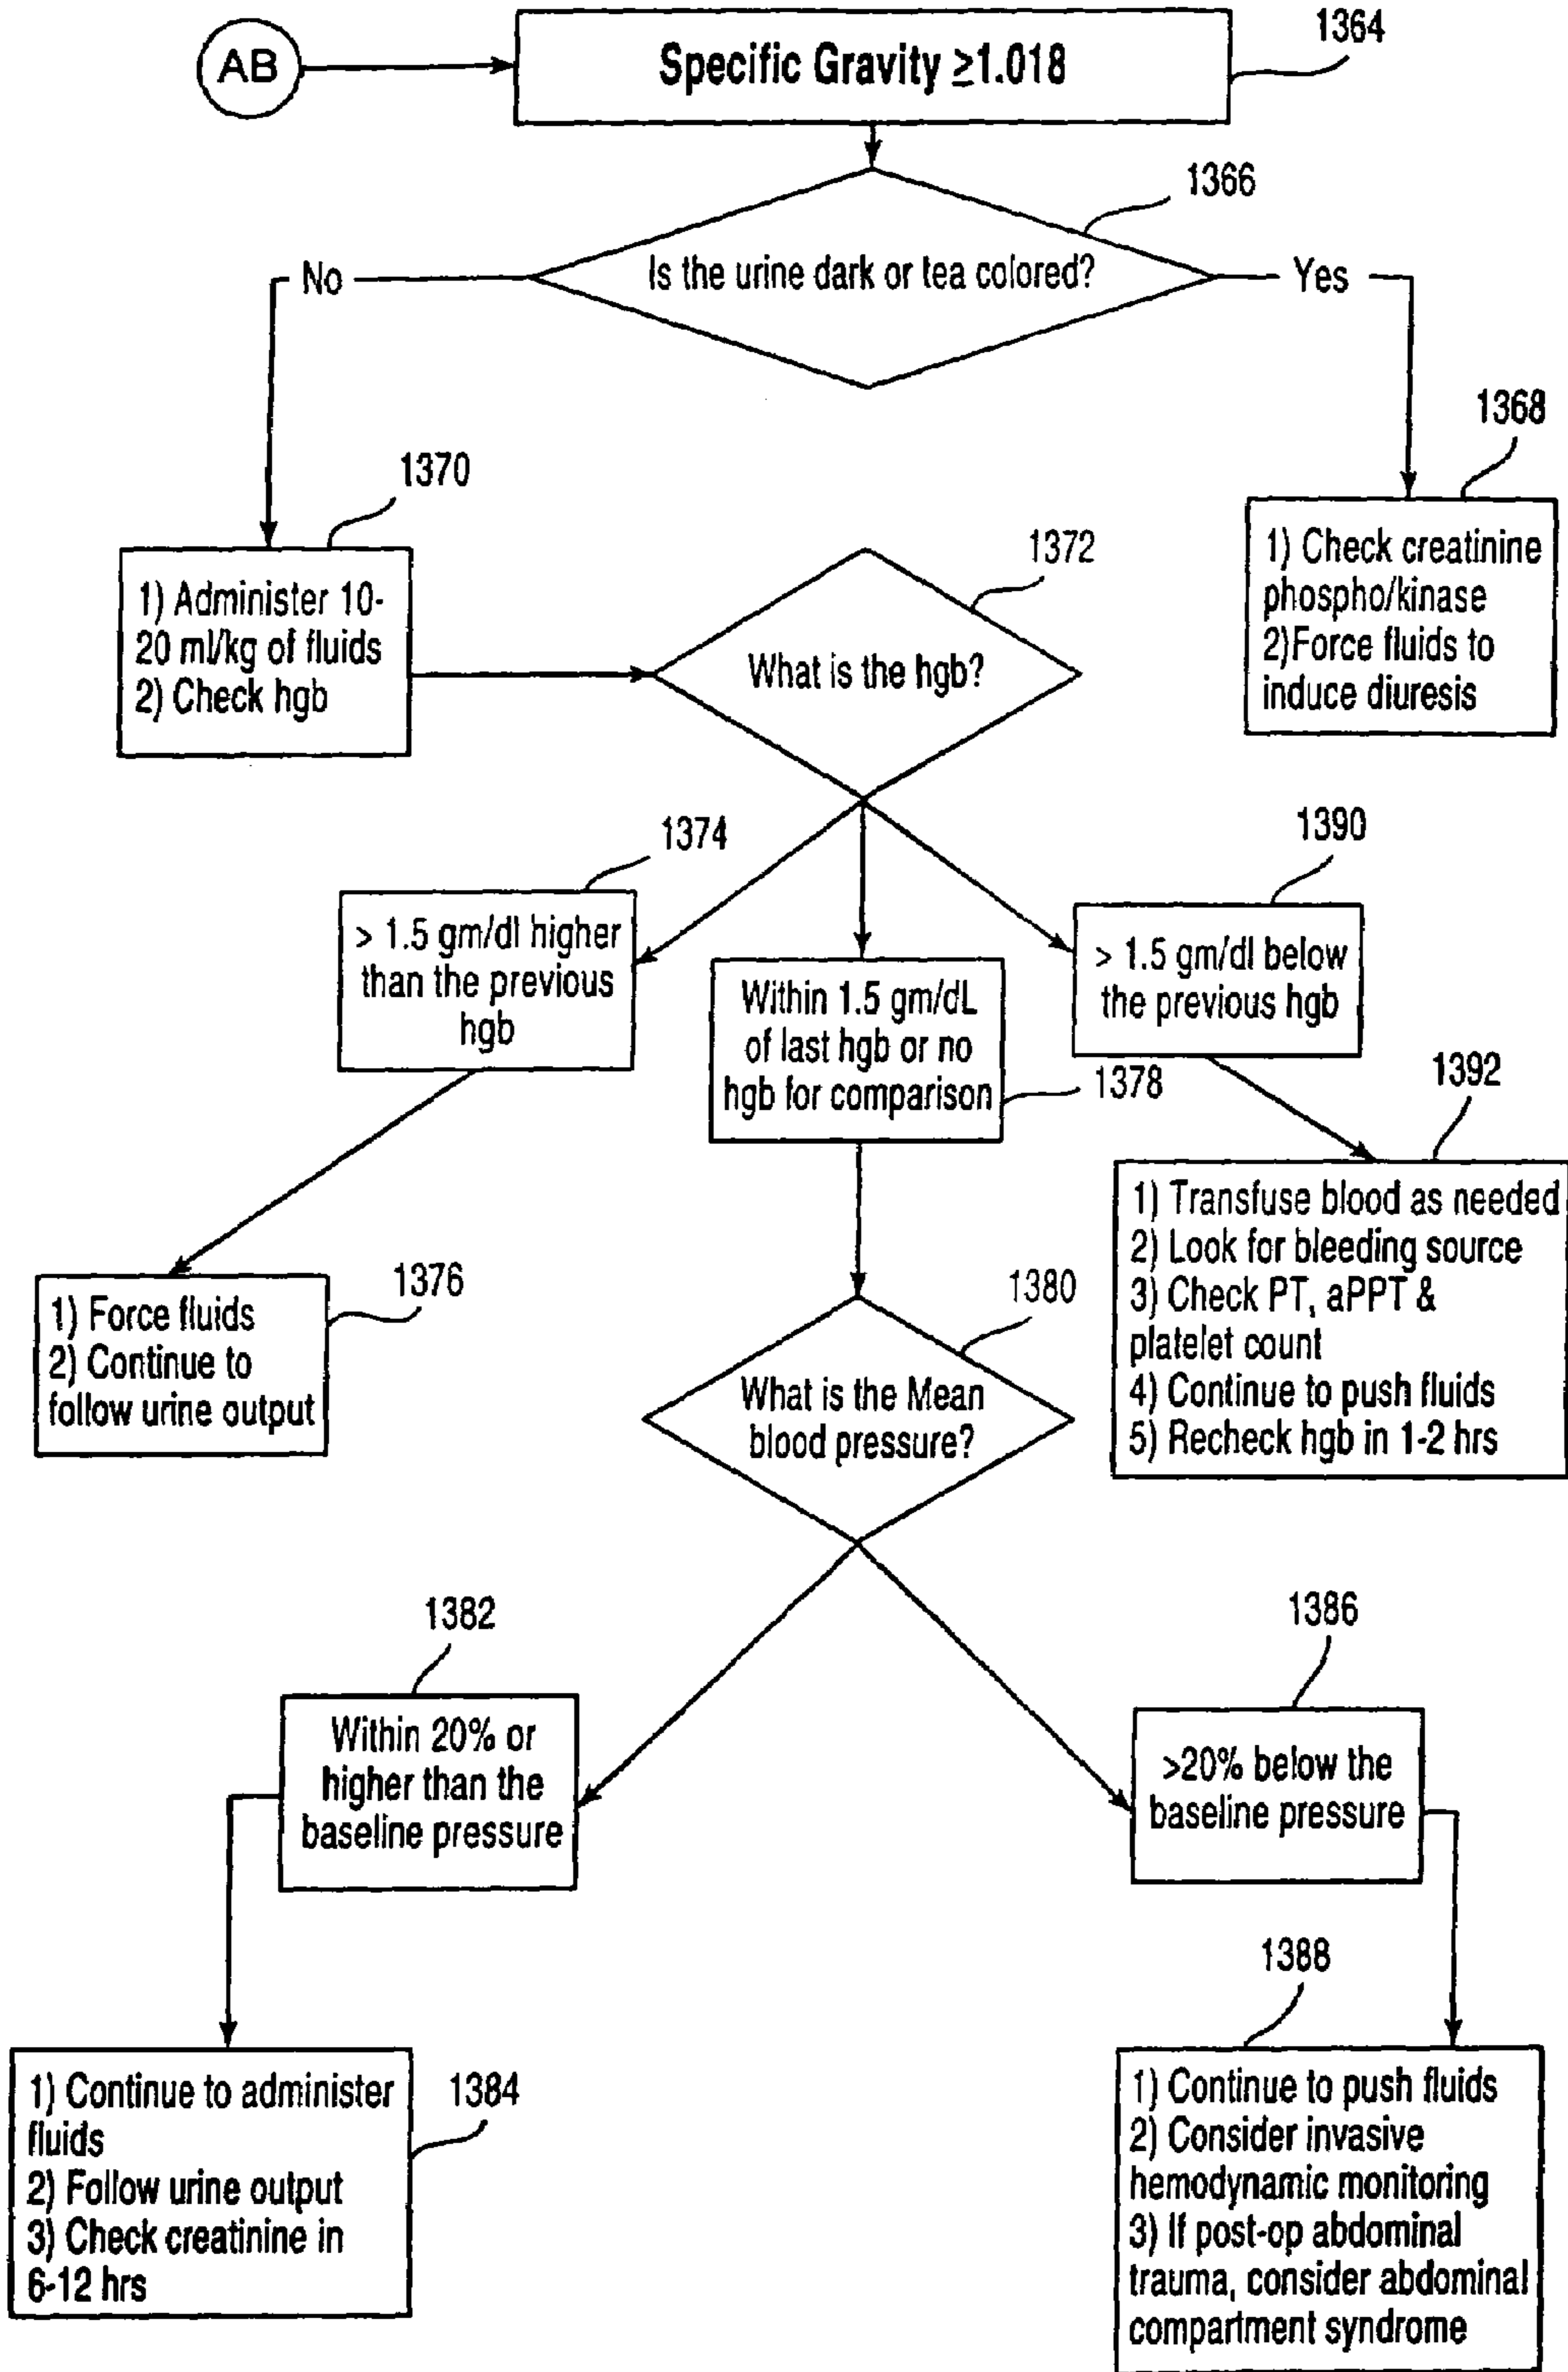 AB
Specific Gravity ≥1.018
1364
1366
Is the urine dark or tea colored?
No
Yes
1368
1) Check creatinine
phospho/kinase
2)Force fluids to
induce diuresis
1370
1) Administer 10-
20 ml/kg of fluids
2) Check hgb
1372
What is the hgb?
1374
> 1.5 gm/dl higher
than the previous
hgb
1390
> 1.5 gm/dl below
the previous hgb
Within 1.5 gm/dL
of last hgb or no
hgb for comparison
1378
1392
1) Transfuse blood as needed
2) Look for bleeding source
3) Check PT, aPPT &
platelet count
4) Continue to push fluids
5) Recheck hgb in 1-2 hrs
1376
1) Force fluids
2) Continue to
follow urine output
1380
What is the Mean
blood pressure?
1382
Within 20% or
higher than the
baseline pressure
1386
>20% below the
baseline pressure
1384
1) Continue to administer
fluids
2) Follow urine output
3) Check creatinine in
6-12 hrs
1388
1) Continue to push fluids
2) Consider invasive
hemodynamic monitoring
3) If post-op abdominal
trauma, consider abdominal
compartment syndrome